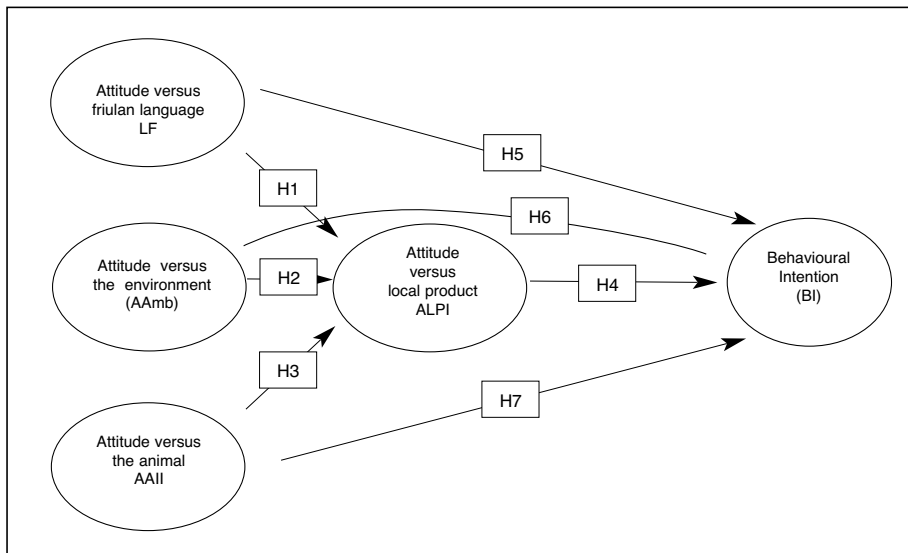 Attitude versus
friulan language
LF
H5
H1
H6
Attitude versus
the environment
(AAmb)
H2
Attitude
versus
local product
ALPI
H4
Behavioural
Intention
(BI)
H3
H7
Attitude versus
the animal
AAII